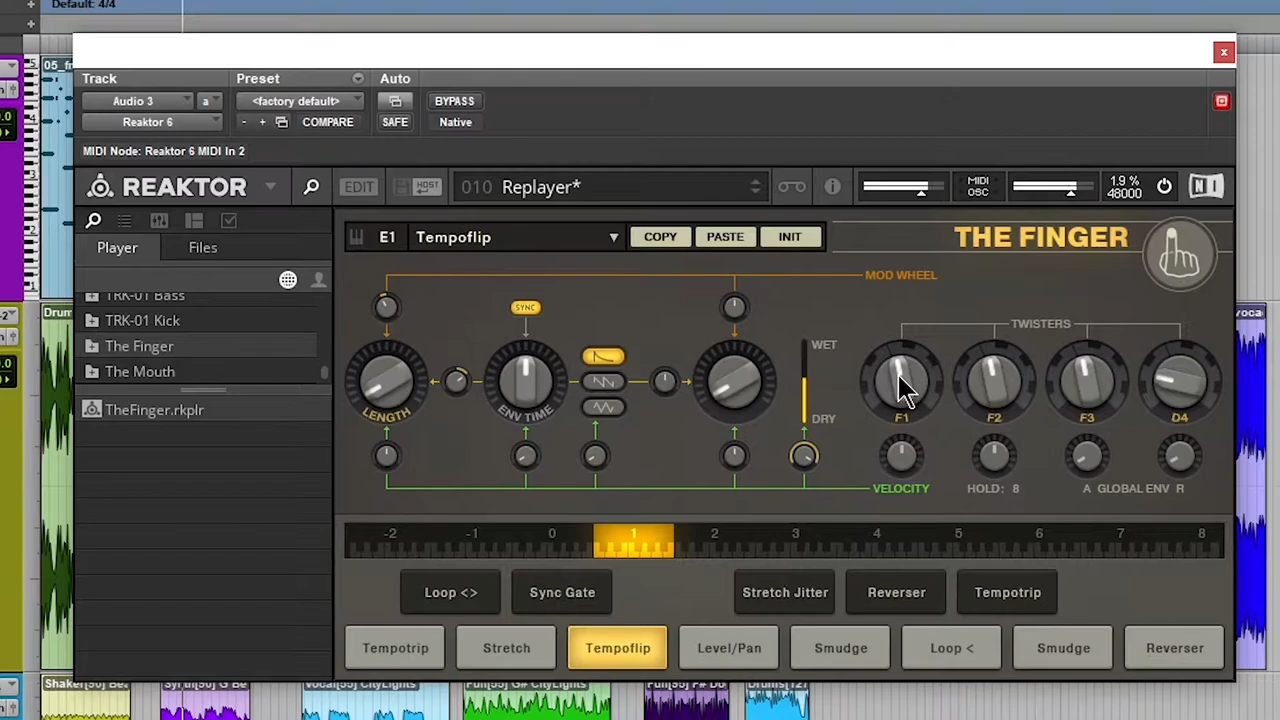 Default: 4/4
Track Preset Auto
Audio 3 a <factory default> BYPASS
Reaktor 6 - + COMPARE SAFE Native
MIDI Node: Reaktor 6 MIDI In 2
REAKTOR EDIT HOST 010 Replayer* MIDI OSC 1.9 % 48000 NI
Player Files
TRK-01 Bass
TRK-01 Kick
The Finger
The Mouth
TheFinger.rkplr
E1 Tempoflip COPY PASTE INIT THE FINGER
MOD WHEEL
SYNC
TWISTERS
WET
LENGTH ENV TIME DRY F1 F2 F3 D4
VELOCITY HOLD: 8 A GLOBAL ENV R
-2 -1 0 1 2 3 4 5 6 7 8
Loop <> Sync Gate Stretch Jitter Reverser Tempotrip
Tempotrip Stretch Tempoflip Level/Pan Smudge Loop < Smudge Reverser
Drum
voca